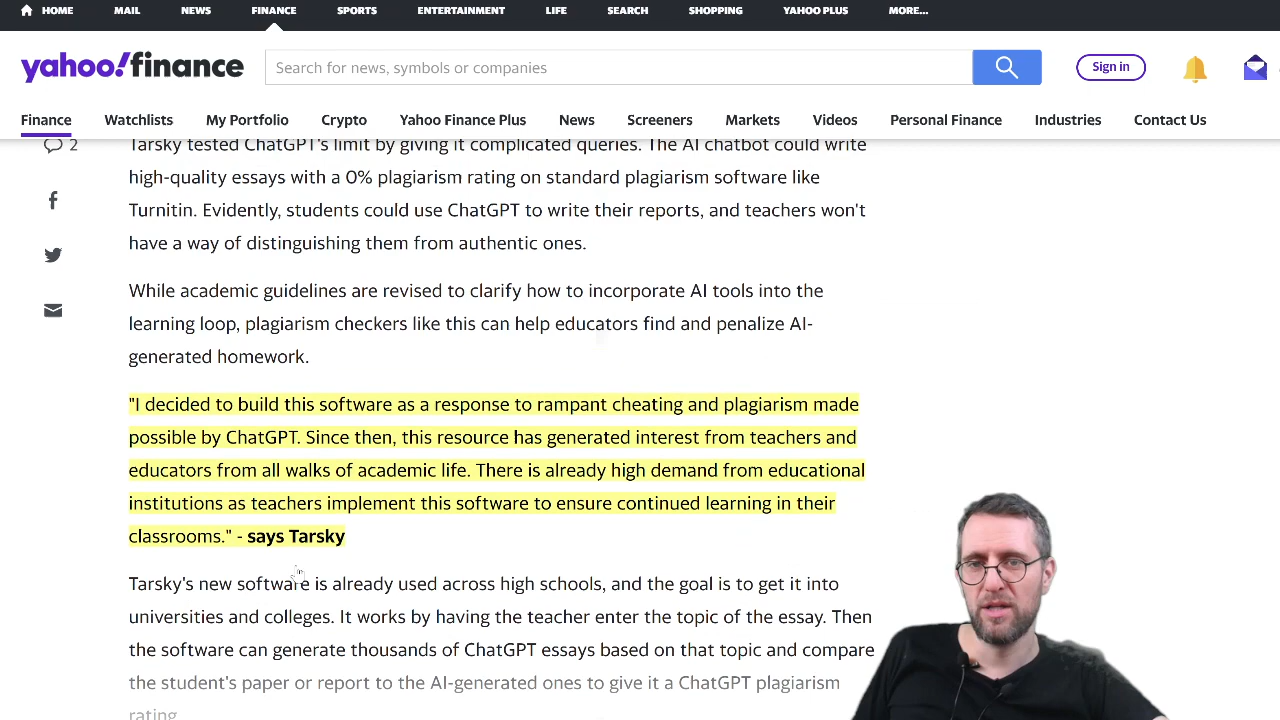 HOME MAIL NEWS FINANCE SPORTS ENTERTAINMENT LIFE SEARCH SHOPPING YAHOO PLUS MORE...
yahoo!finance
Search for news, symbols or companies
Sign in
Finance Watchlists My Portfolio Crypto Yahoo Finance Plus News Screeners Markets Videos Personal Finance Industries Contact Us
2
Tarsky tested ChatGPT's limit by giving it complicated queries. The AI chatbot could write
high-quality essays with a 0% plagiarism rating on standard plagiarism software like
Turnitin. Evidently, students could use ChatGPT to write their reports, and teachers won't
have a way of distinguishing them from authentic ones.
While academic guidelines are revised to clarify how to incorporate AI tools into the
learning loop, plagiarism checkers like this can help educators find and penalize AI-
generated homework.
"I decided to build this software as a response to rampant cheating and plagiarism made
possible by ChatGPT. Since then, this resource has generated interest from teachers and
educators from all walks of academic life. There is already high demand from educational
institutions as teachers implement this software to ensure continued learning in their
classrooms." - says Tarsky
Tarsky's new software is already used across high schools, and the goal is to get it into
universities and colleges. It works by having the teacher enter the topic of the essay. Then
the software can generate thousands of ChatGPT essays based on that topic and compare
the student's paper or report to the AI-generated ones to give it a ChatGPT plagiarism
rating.